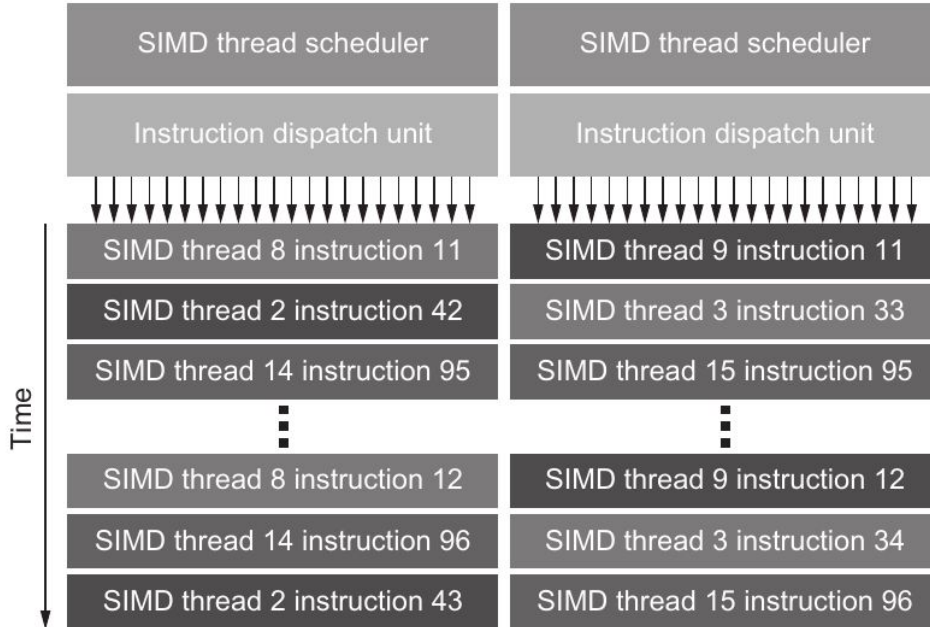 SIMD thread scheduler
Instruction dispatch unit
SIMD thread 8 instruction 11
SIMD thread 2 instruction 42
SIMD thread 14 instruction 95
SIMD thread 8 instruction 12
SIMD thread 14 instruction 96
SIMD thread 2 instruction 43
SIMD thread scheduler
Instruction dispatch unit
SIMD thread 9 instruction 11
SIMD thread 3 instruction 33
SIMD thread 15 instruction 95
SIMD thread 9 instruction 12
SIMD thread 3 instruction 34
SIMD thread 15 instruction 96
Time